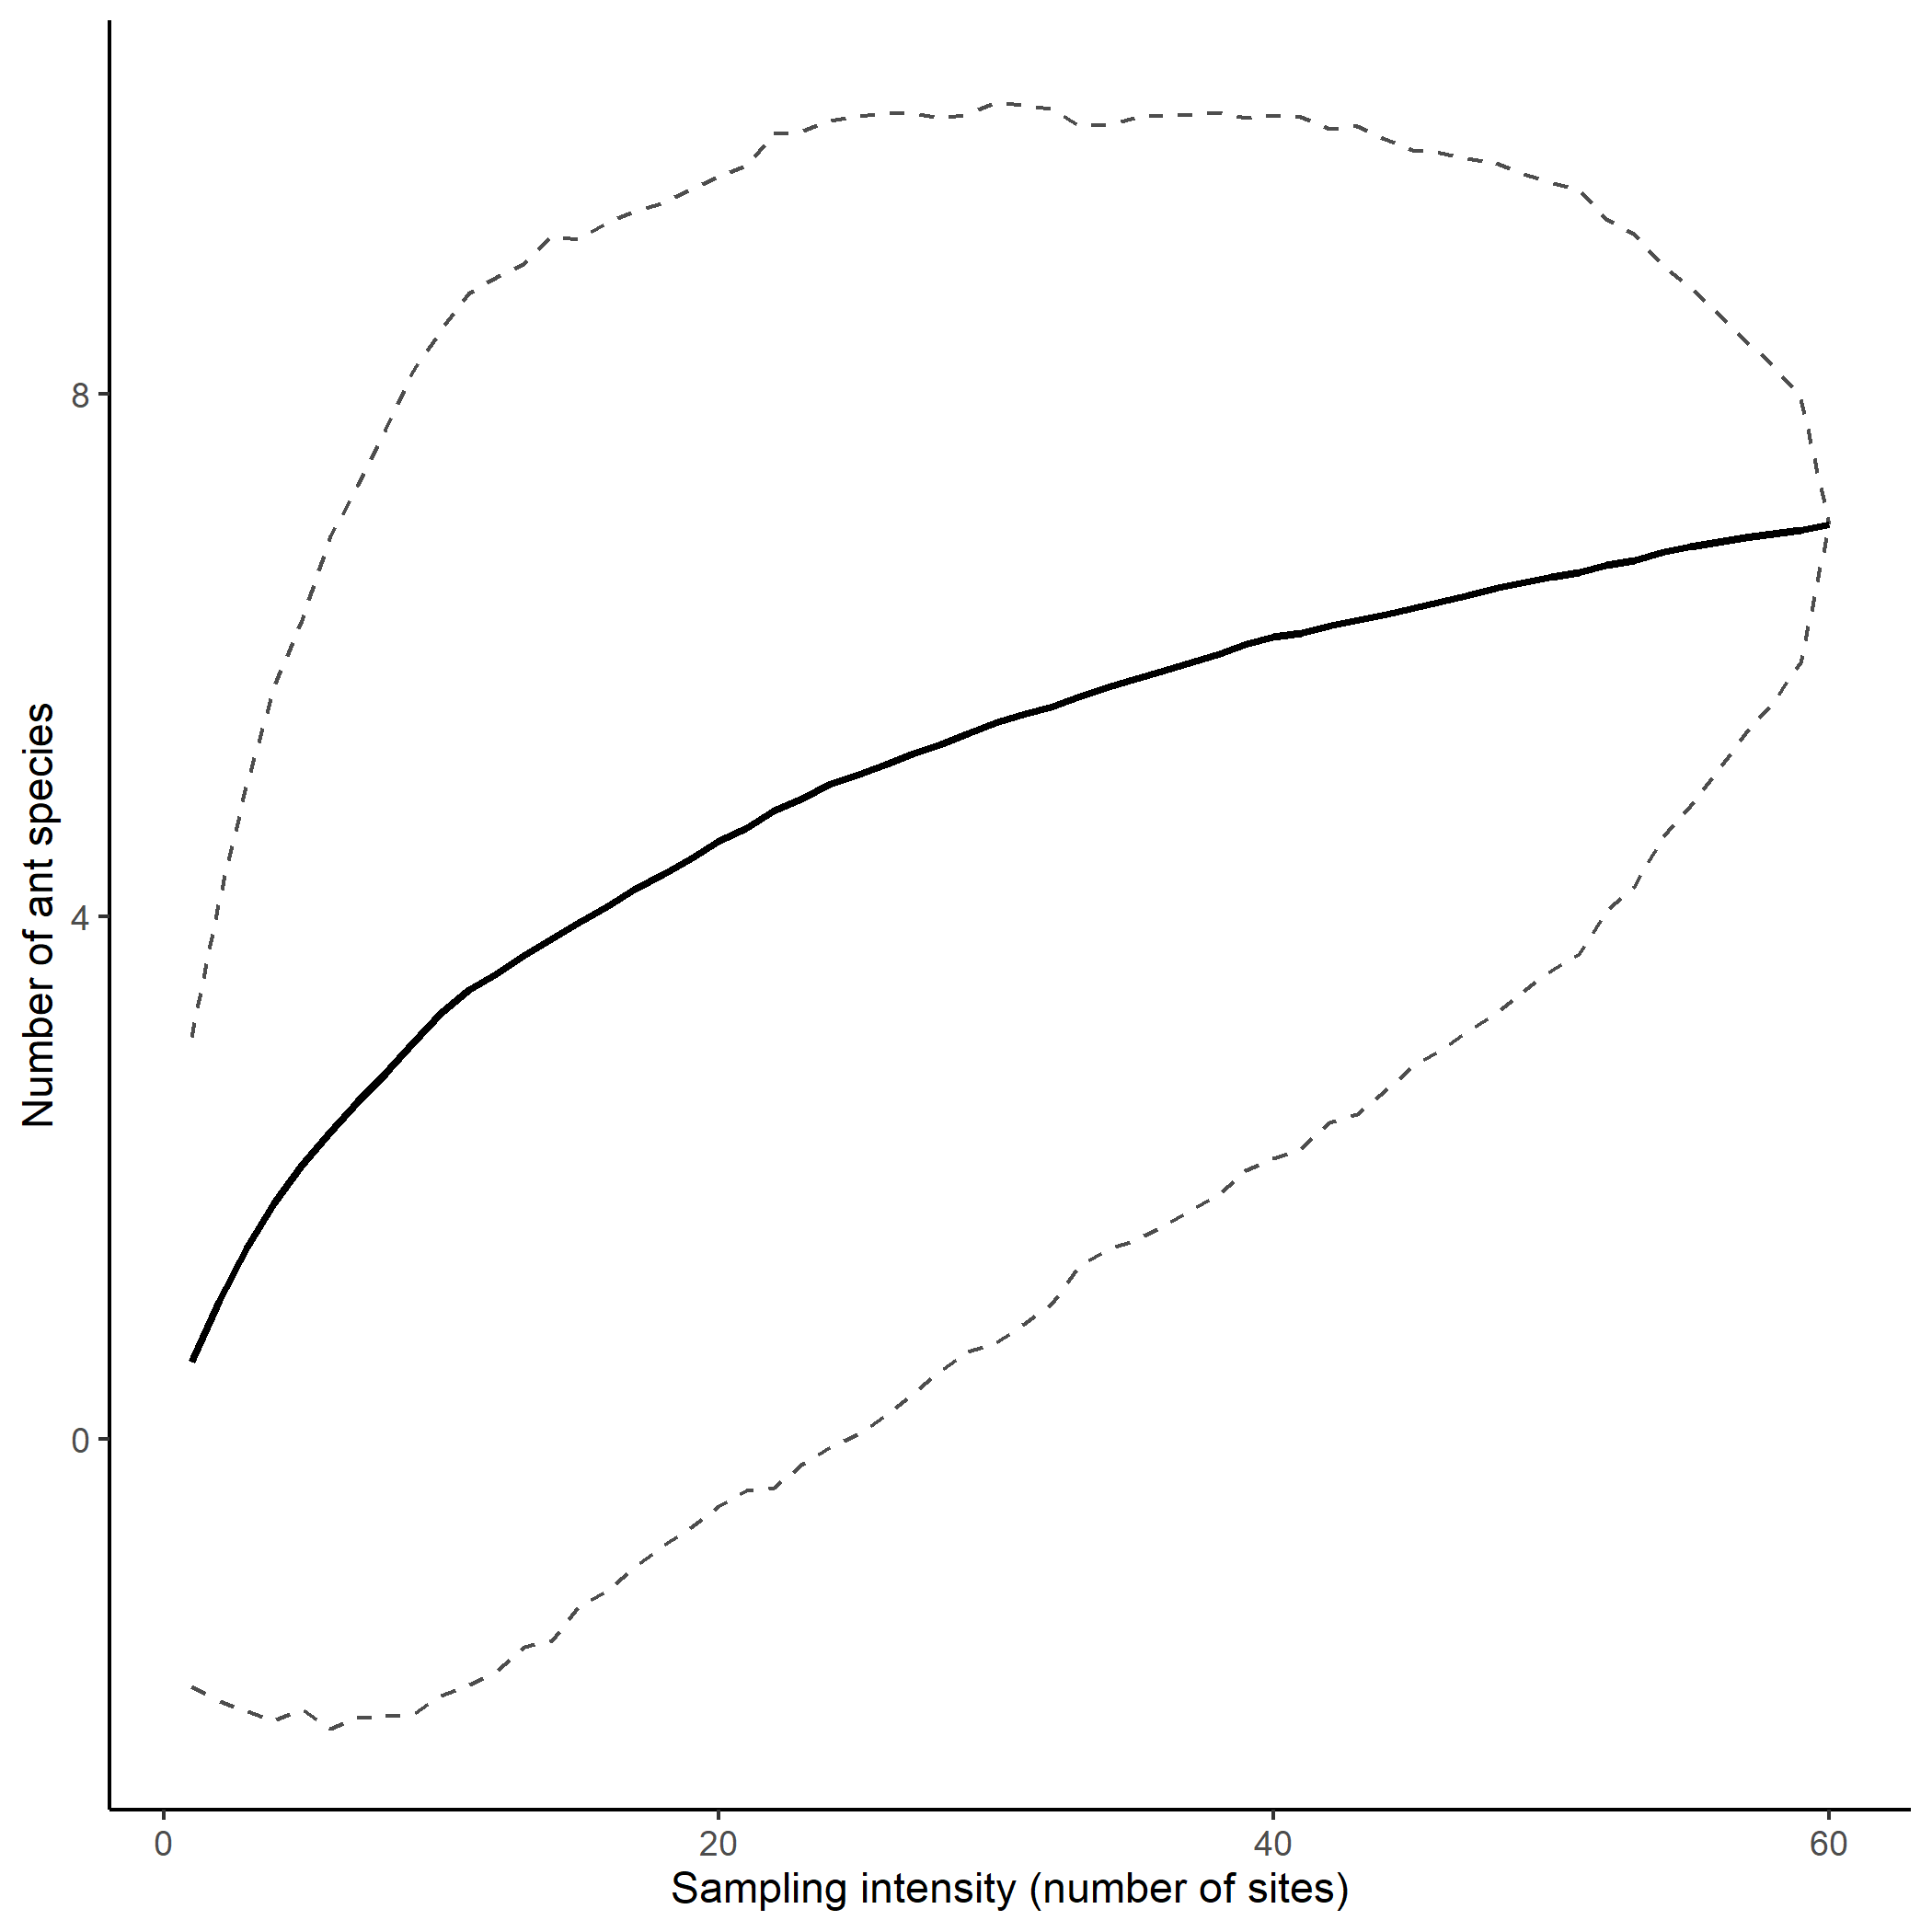 Number of ant species
8
4
0
0 20 40 60
Sampling intensity (number of sites)